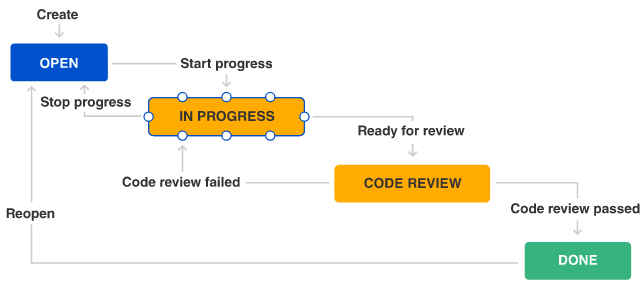 Create
OPEN
Start progress
Stop progress
IN PROGRESS
Ready for review
Code review failed
CODE REVIEW
Code review passed
Reopen
DONE